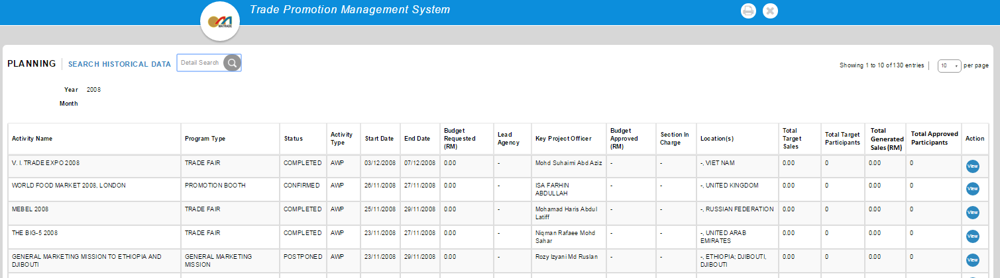 Trade Promotion Management System
MATRADE
PLANNING SEARCH HISTORICAL DATA Detail Search
Showing 1 to 10 of 130 entries 10 per page
Year 2008
Month
Activity Name Program Type Status Activity Type Start Date End Date Budget Requested (RM) Lead Agency Key Project Officer Budget Approved (RM) Section In Charge Location(s) Total Target Sales Total Target Participants Total Generated Sales (RM) Total Approved Participants Action
V. I. TRADE EXPO 2008 TRADE FAIR COMPLETED AWP 03/12/2008 07/12/2008 0.00 - Mohd Suhaimi Abd Aziz - - -, VIET NAM 0.00 0 0.00 0 View
WORLD FOOD MARKET 2008, LONDON PROMOTION BOOTH CONFIRMED AWP 26/11/2008 27/11/2008 0.00 - ISA FARHIN ABDULLAH - - -, UNITED KINGDOM 0.00 0 0.00 0 View
MEBEL 2008 TRADE FAIR COMPLETED AWP 25/11/2008 29/11/2008 0.00 - Mohamad Haris Abdul Latiff - - -, RUSSIAN FEDERATION 0.00 0 0.00 0 View
THE BIG-5 2008 TRADE FAIR COMPLETED AWP 23/11/2008 27/11/2008 0.00 - Niqman Rafaee Mohd Sahar - - -, UNITED ARAB EMIRATES 0.00 0 0.00 0 View
GENERAL MARKETING MISSION TO ETHIOPIA AND DJIBOUTI GENERAL MARKETING MISSION POSTPONED AWP 23/11/2008 29/11/2008 0.00 - Rozy Izyani Md Ruslan - - -, ETHIOPIA; DJIBOUTI, DJIBOUTI 0.00 0 0.00 0 View